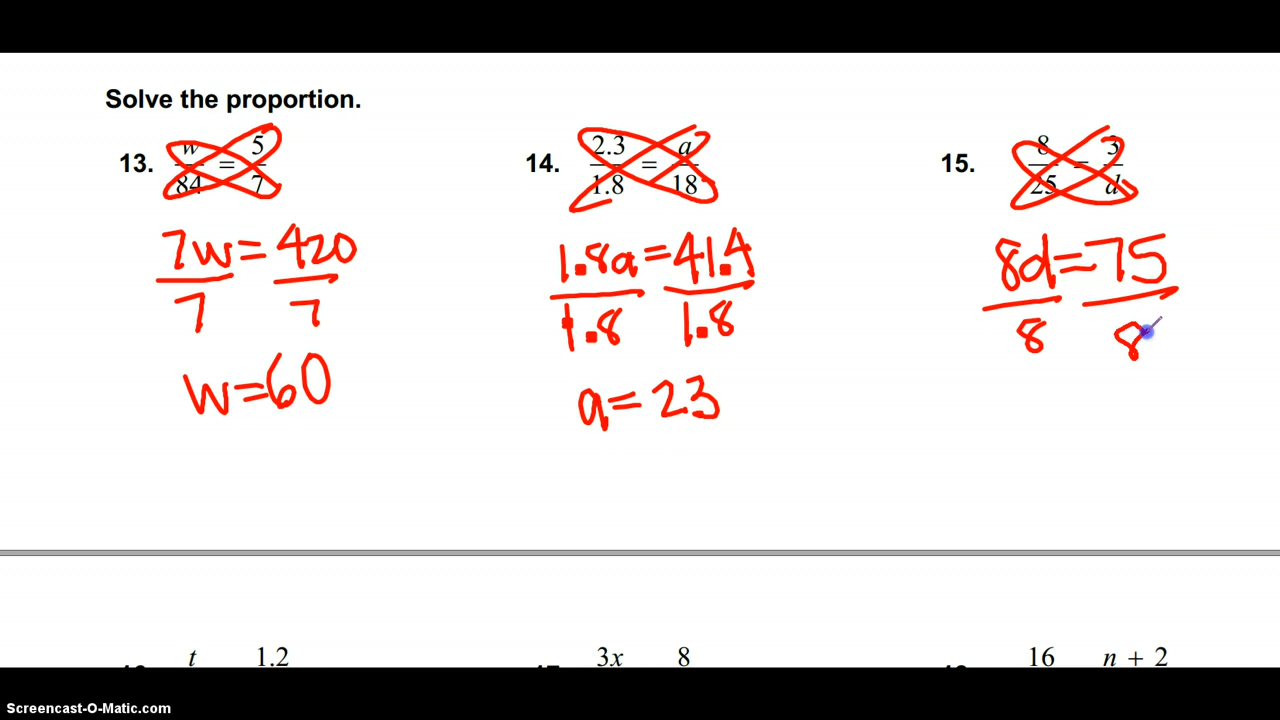 Solve the proportion.
13. w/84 = 5/7
7w = 420
7 7
w = 60
14. 2.3/1.8 = a/18
1.8a = 41.4
1.8 1.8
a = 23
15. 8/25 = 3/d
8d = 75
8 8
t 1.2
3x 8
16 n + 2
Screencast-O-Matic.com